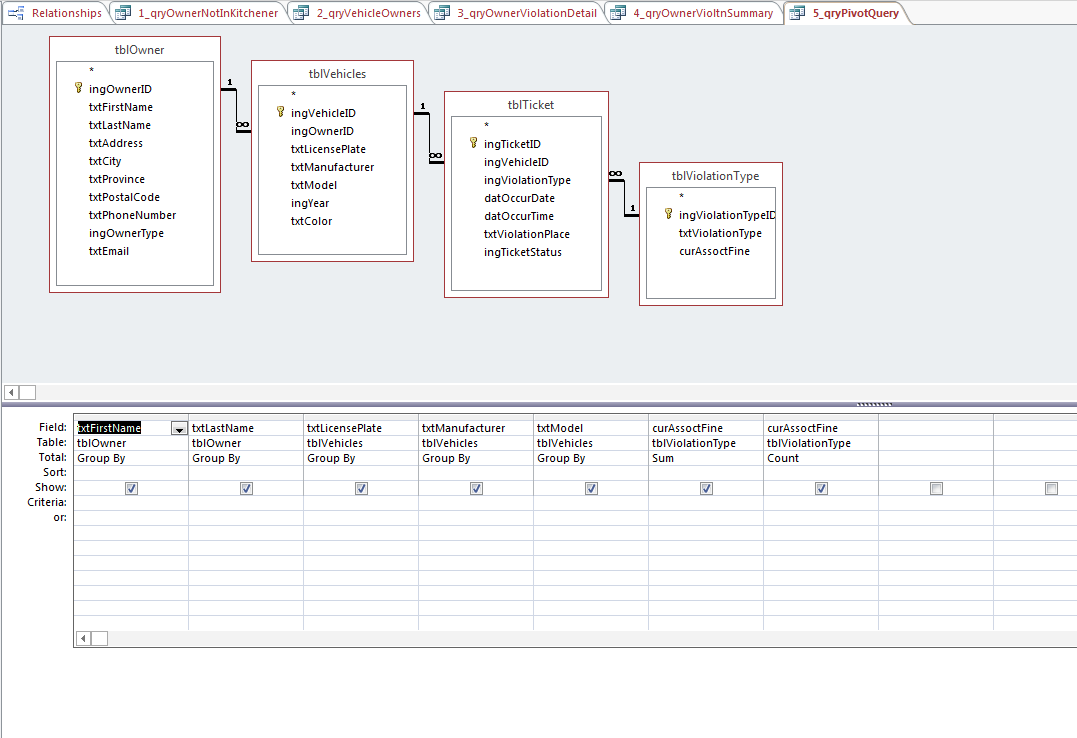 Relationships 1_qryOwnerNotInKitchener 2_qryVehicleOwners 3_qryOwnerViolationDetail 4_qryOwnerVioltnSummary 5_qryPivotQuery
tblOwner
*
ingOwnerID
txtFirstName
txtLastName
txtAddress
txtCity
txtProvince
txtPostalCode
txtPhoneNumber
ingOwnerType
txtEmail
1
∞
tblVehicles
*
ingVehicleID
ingOwnerID
txtLicensePlate
txtManufacturer
txtModel
ingYear
txtColor
1
∞
tblTicket
*
ingTicketID
ingVehicleID
ingViolationType
datOccurDate
datOccurTime
txtViolationPlace
ingTicketStatus
∞
1
tblViolationType
*
ingViolationTypeID
txtViolationType
curAssoctFine
Field: txtFirstName txtLastName txtLicensePlate txtManufacturer txtModel curAssoctFine curAssoctFine
Table: tblOwner tblOwner tblVehicles tblVehicles tblVehicles tblViolationType tblViolationType
Total: Group By Group By Group By Group By Group By Sum Count
Sort:
Show:
Criteria:
or: